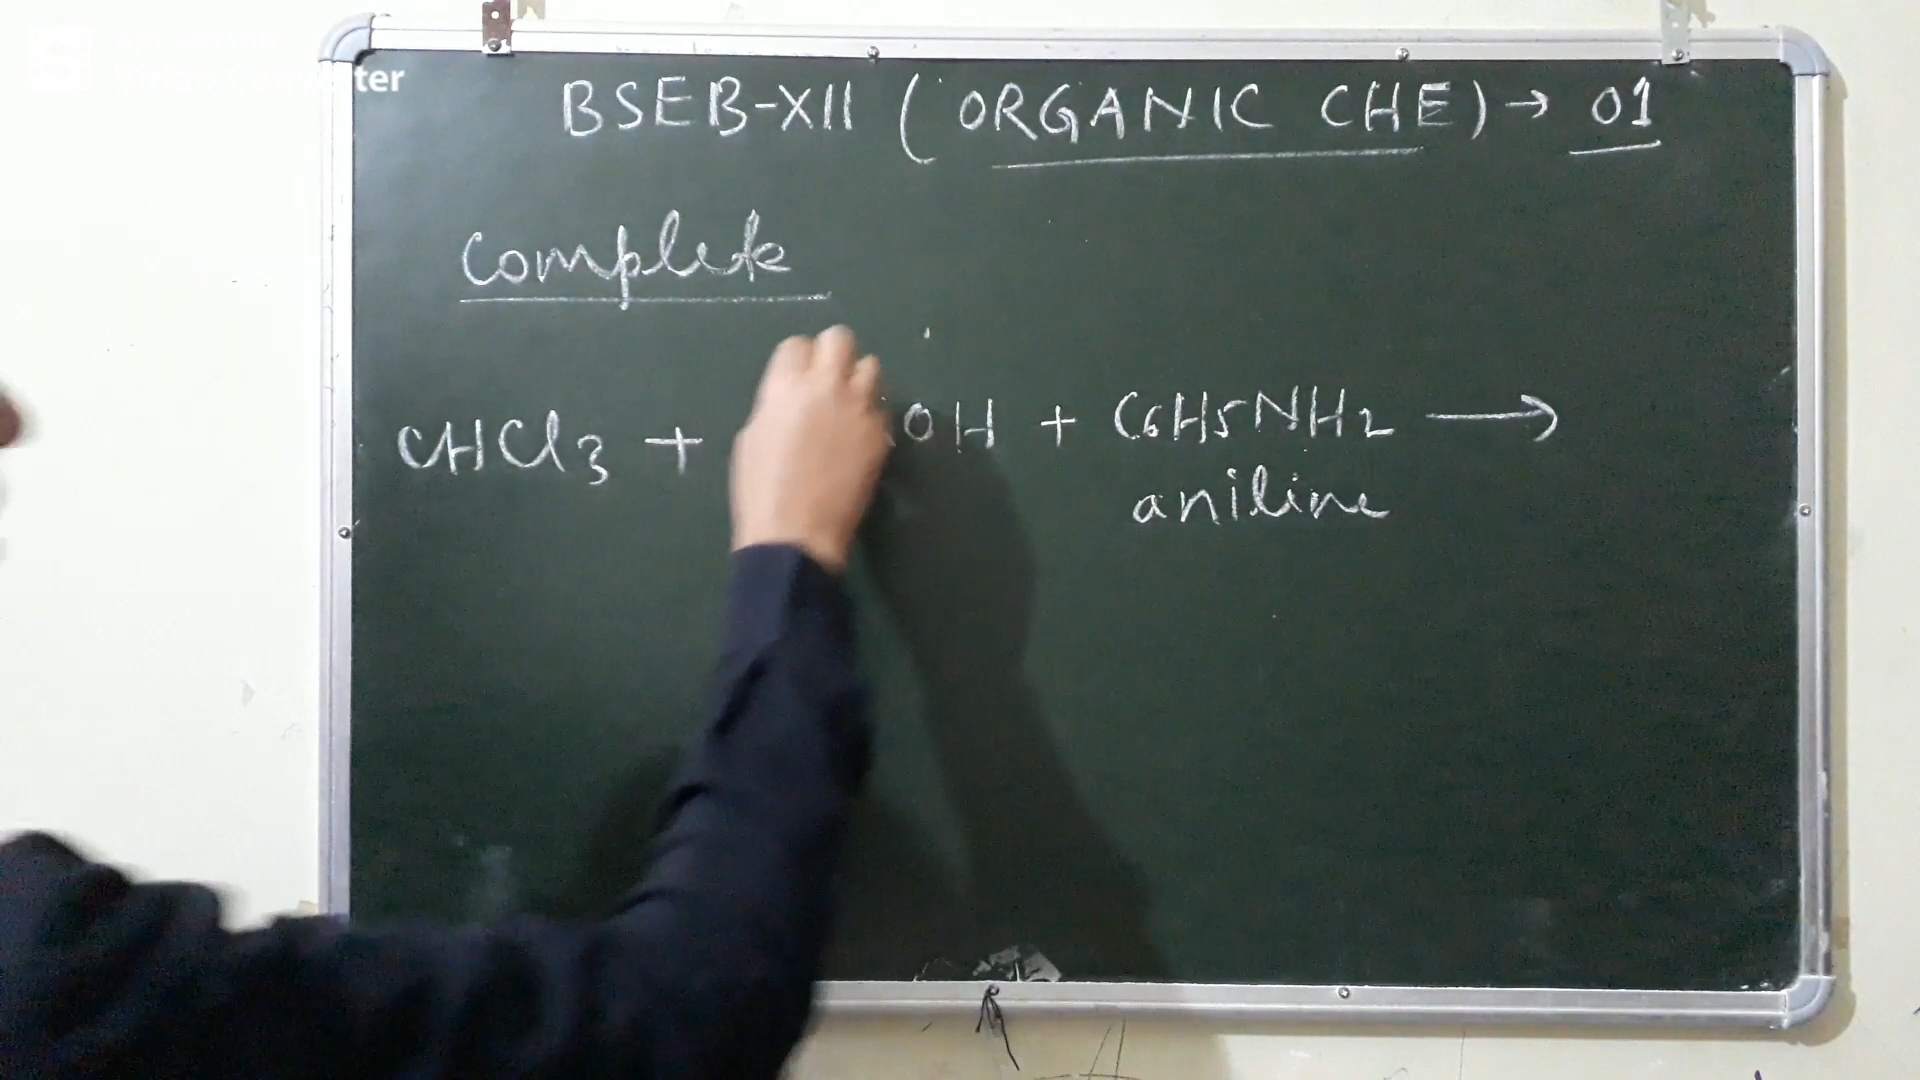 BSEB-XII (ORGANIC CHE) → 01
Complete
CHCl3 + OH + C6H5NH2 →
aniline